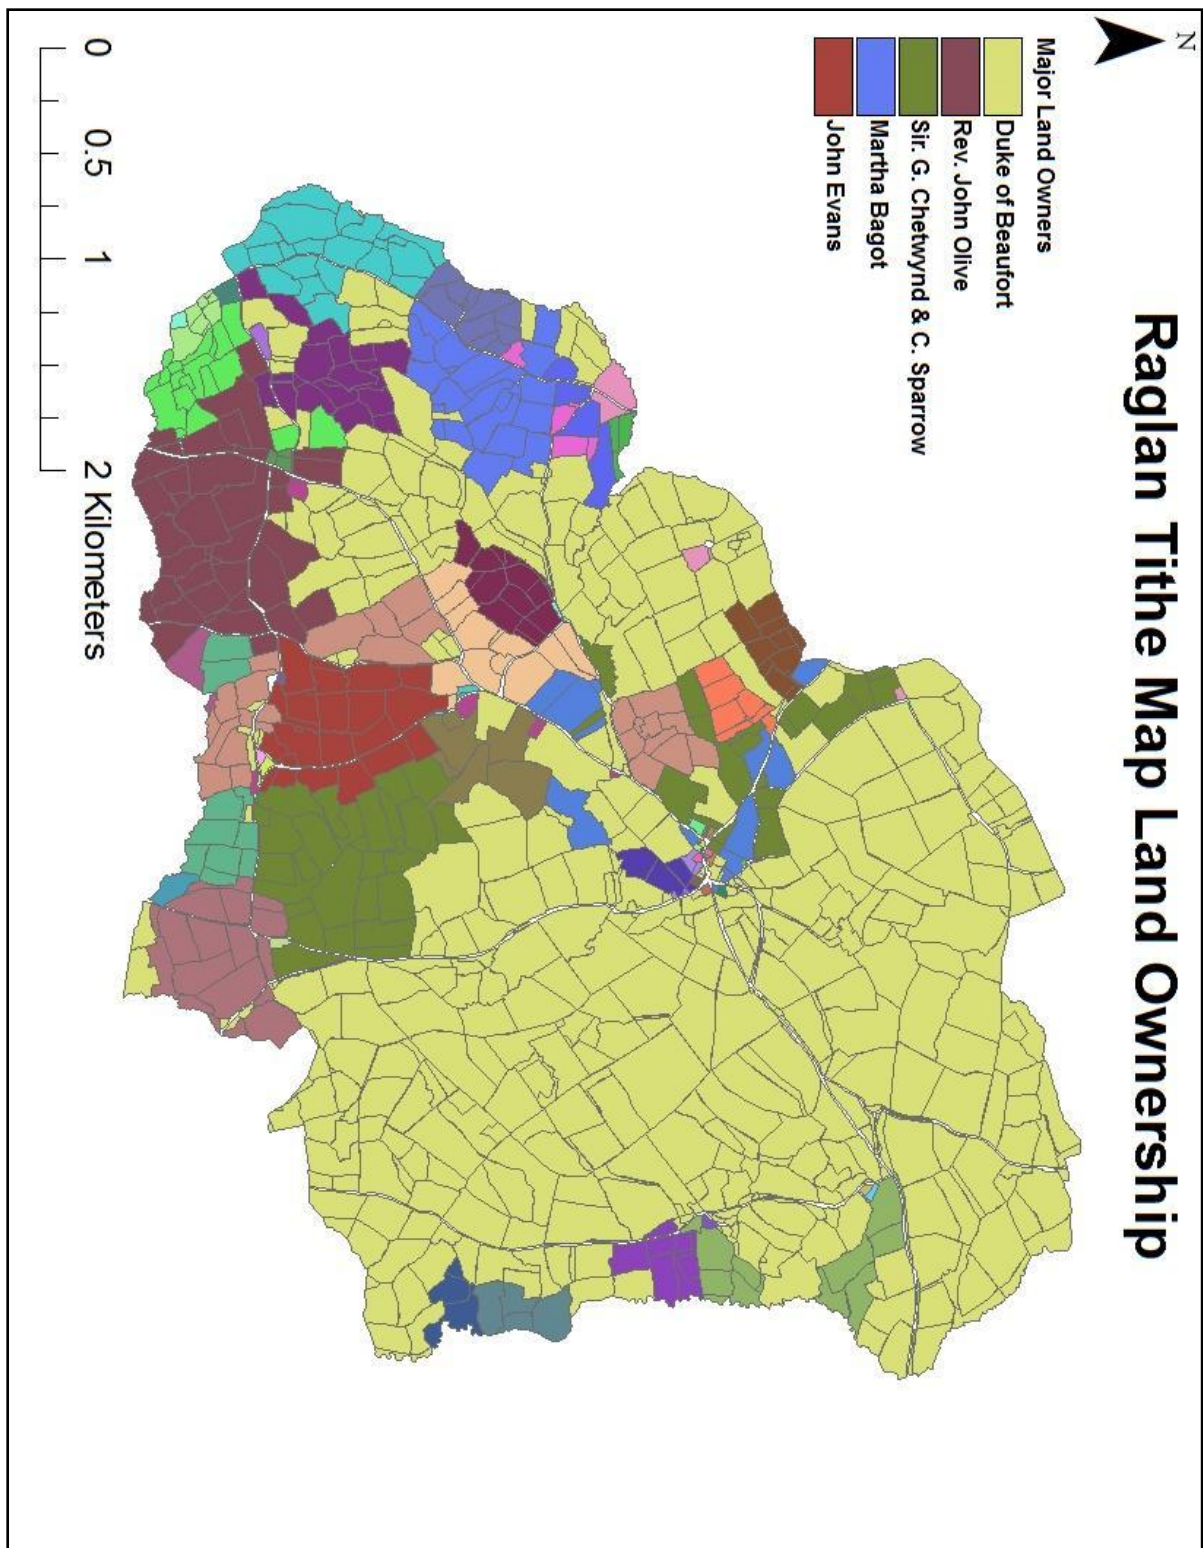 Raglan Tithe Map Land Ownership
N
Major Land Owners
Duke of Beaufort
Rev. John Olive
Sir. G. Chetwynd & C. Sparrow
Martha Bagot
John Evans
0 0.5 1 2 Kilometers